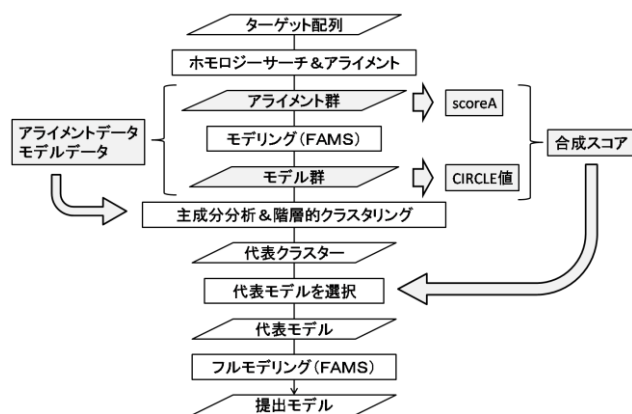 ターゲット配列
ホモロジーサーチ&アライメント
アライメント群
scoreA
アライメントデータ
モデルデータ
モデリング(FAMS)
合成スコア
モデル群
CIRCLE値
主成分分析&階層的クラスタリング
代表クラスター
代表モデルを選択
代表モデル
フルモデリング(FAMS)
提出モデル